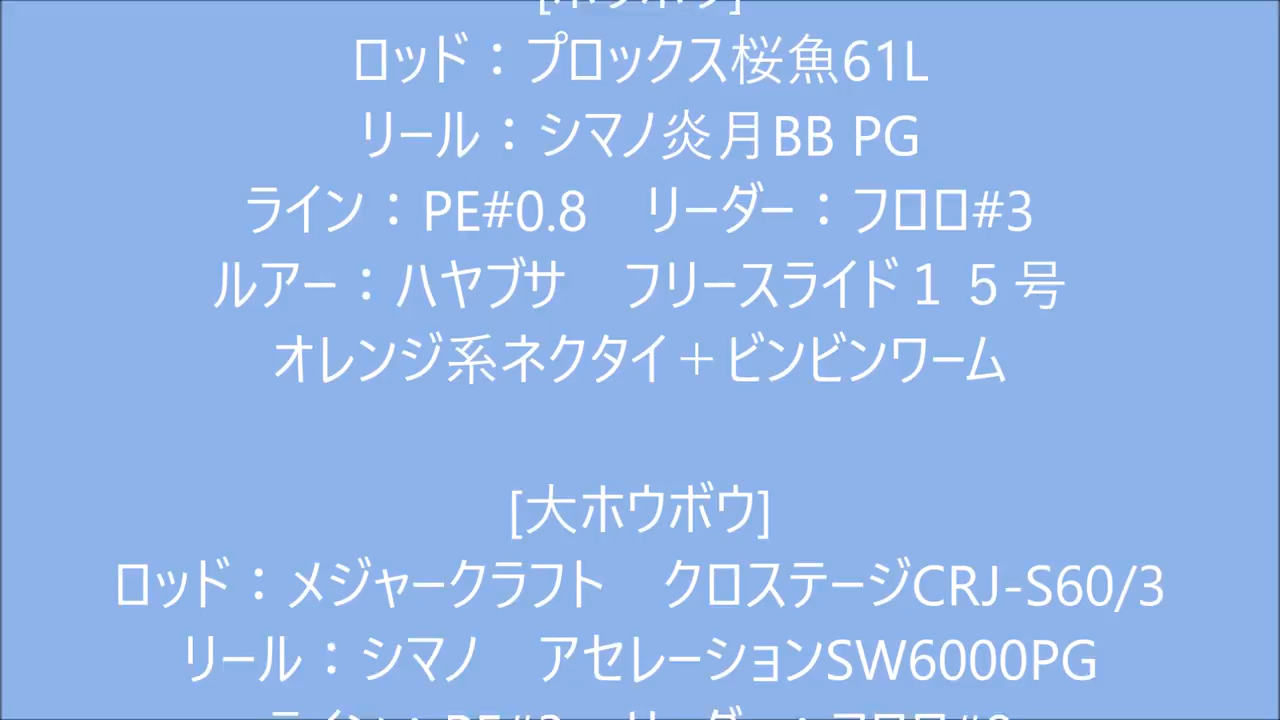 [ホウボウ]
ロッド：プロックス桜魚61L
リール：シマノ炎月BB PG
ライン：PE#0.8　リーダー：フロロ#3
ルアー：ハヤブサ　フリースライド１５号
オレンジ系ネクタイ＋ビンビンワーム
[大ホウボウ]
ロッド：メジャークラフト　クロステージCRJ-S60/3
リール：シマノ　アセレーションSW6000PG